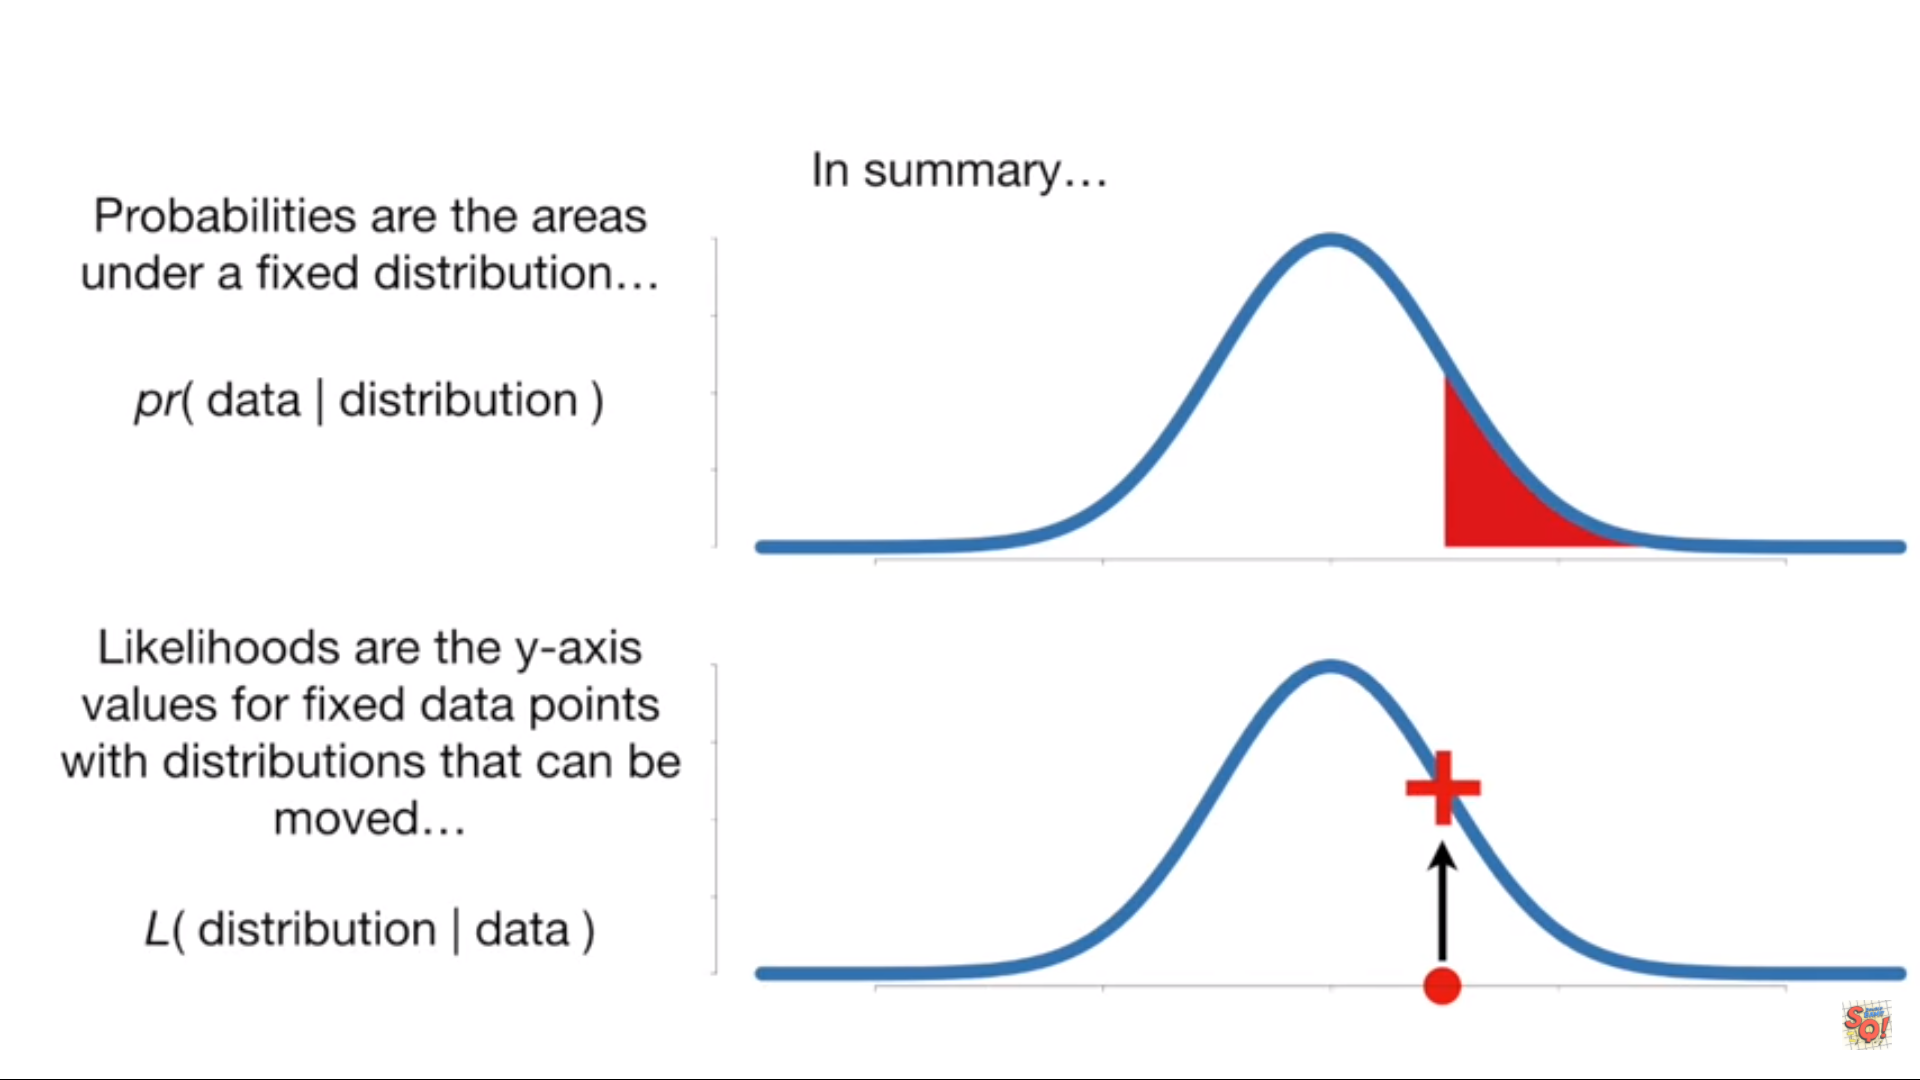 In summary…
Probabilities are the areas
under a fixed distribution…
pr( data | distribution )
Likelihoods are the y-axis
values for fixed data points
with distributions that can be
moved…
L( distribution | data )
SQ!